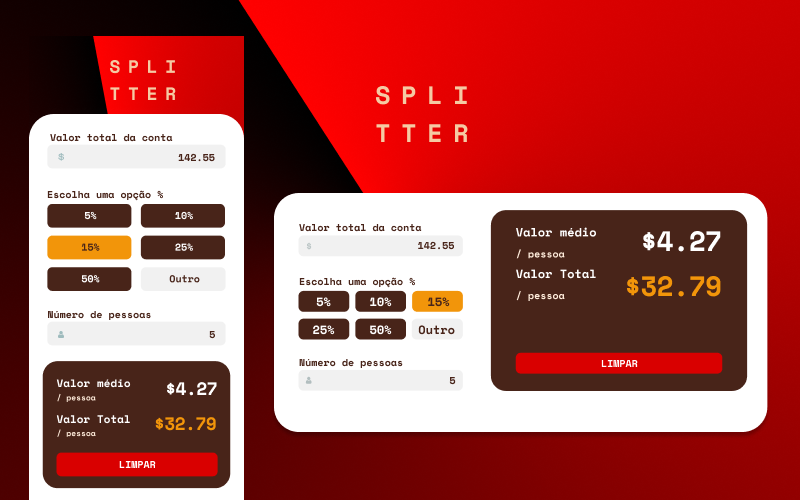 SPLI
TTER
Valor total da conta
$ 142.55
Escolha uma opção %
5% 10%
15% 25%
50% Outro
Número de pessoas
5
Valor médio
/ pessoa
$4.27
Valor Total
/ pessoa
$32.79
LIMPAR
SPLI
TTER
Valor total da conta
$ 142.55
Escolha uma opção %
5% 10% 15%
25% 50% Outro
Número de pessoas
5
Valor médio
/ pessoa
$4.27
Valor Total
/ pessoa
$32.79
LIMPAR